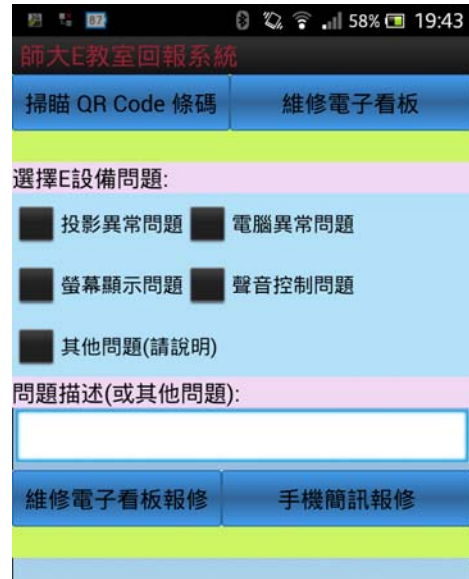 87 58% 19:43
師大E教室回報系統
掃瞄 QR Code 條碼 維修電子看板
選擇E設備問題:
投影異常問題 電腦異常問題
螢幕顯示問題 聲音控制問題
其他問題(請說明)
問題描述(或其他問題):
維修電子看板報修 手機簡訊報修